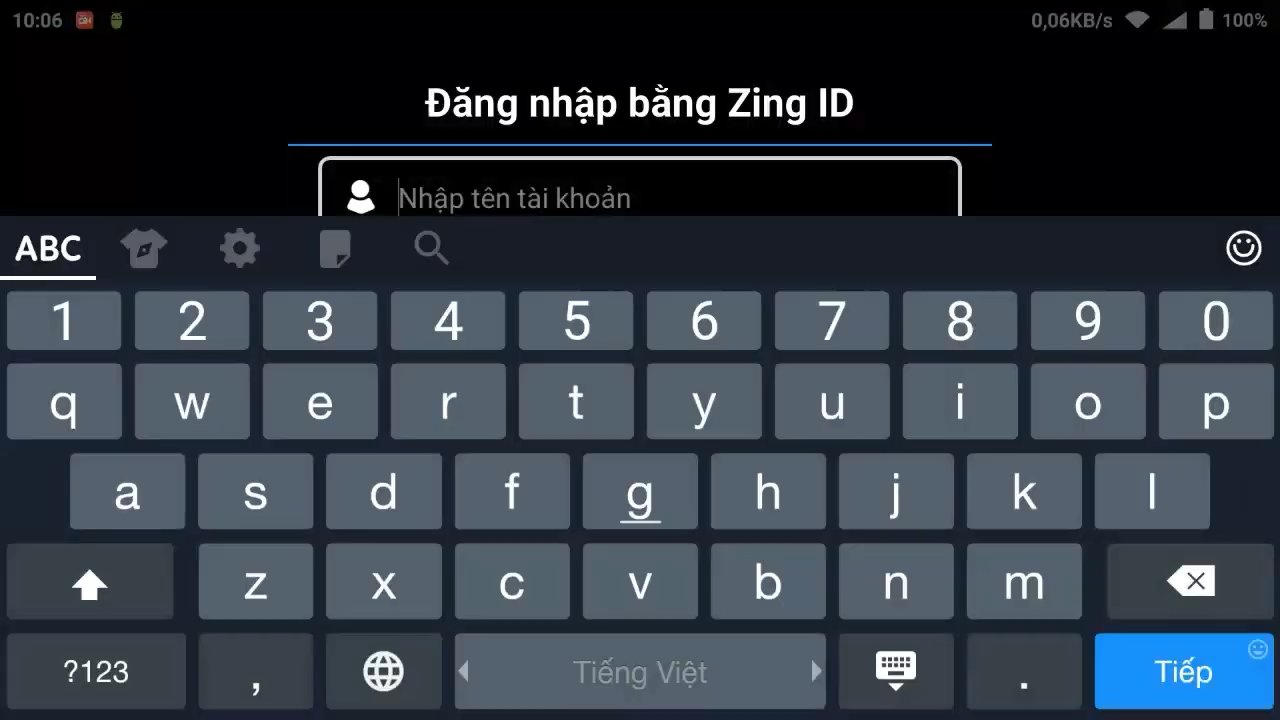 10:06 0,06KB/s 100%
Đăng nhập bằng Zing ID
Nhập tên tài khoản
ABC
1 2 3 4 5 6 7 8 9 0
q w e r t y u i o p
a s d f g h j k l
z x c v b n m
?123 , Tiếng Việt . Tiếp